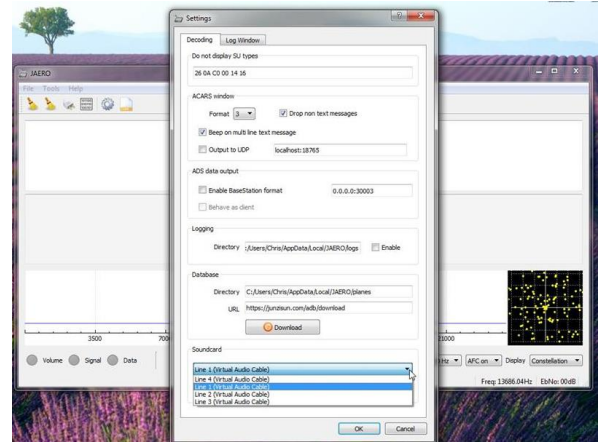 Settings
Decoding Log Window
Do not display SU types
26 0A C0 00 14 16
ACARS window
Format 3 Drop non text messages
Beep on multi line text message
Output to UDP localhost:18765
ADS data output
Enable BaseStation format 0.0.0.0:30003
Behave as client
Logging
Directory :/Users/Chris/AppData/Local/JAERO/logs Enable
Database
Directory C:/Users/Chris/AppData/Local/JAERO/planes
URL https://junzisun.com/adb/download
Download
Soundcard
Line 1 (Virtual Audio Cable)
Line 4 (Virtual Audio Cable)
Line 1 (Virtual Audio Cable)
Line 2 (Virtual Audio Cable)
Line 3 (Virtual Audio Cable)
OK Cancel
JAERO
File Tools Help
3500 700 21000
Volume Signal Data Hz AFC on Display Constellation
Freq: 13686.04Hz EbNo: 00dB